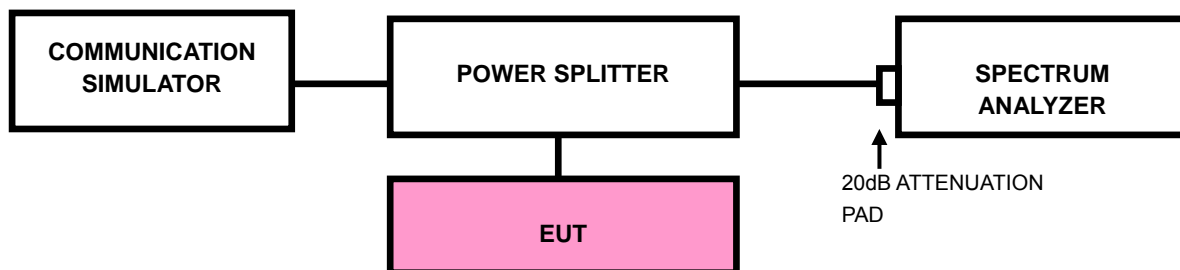 COMMUNICATION
SIMULATOR
POWER SPLITTER
SPECTRUM
ANALYZER
20dB ATTENUATION
PAD
EUT